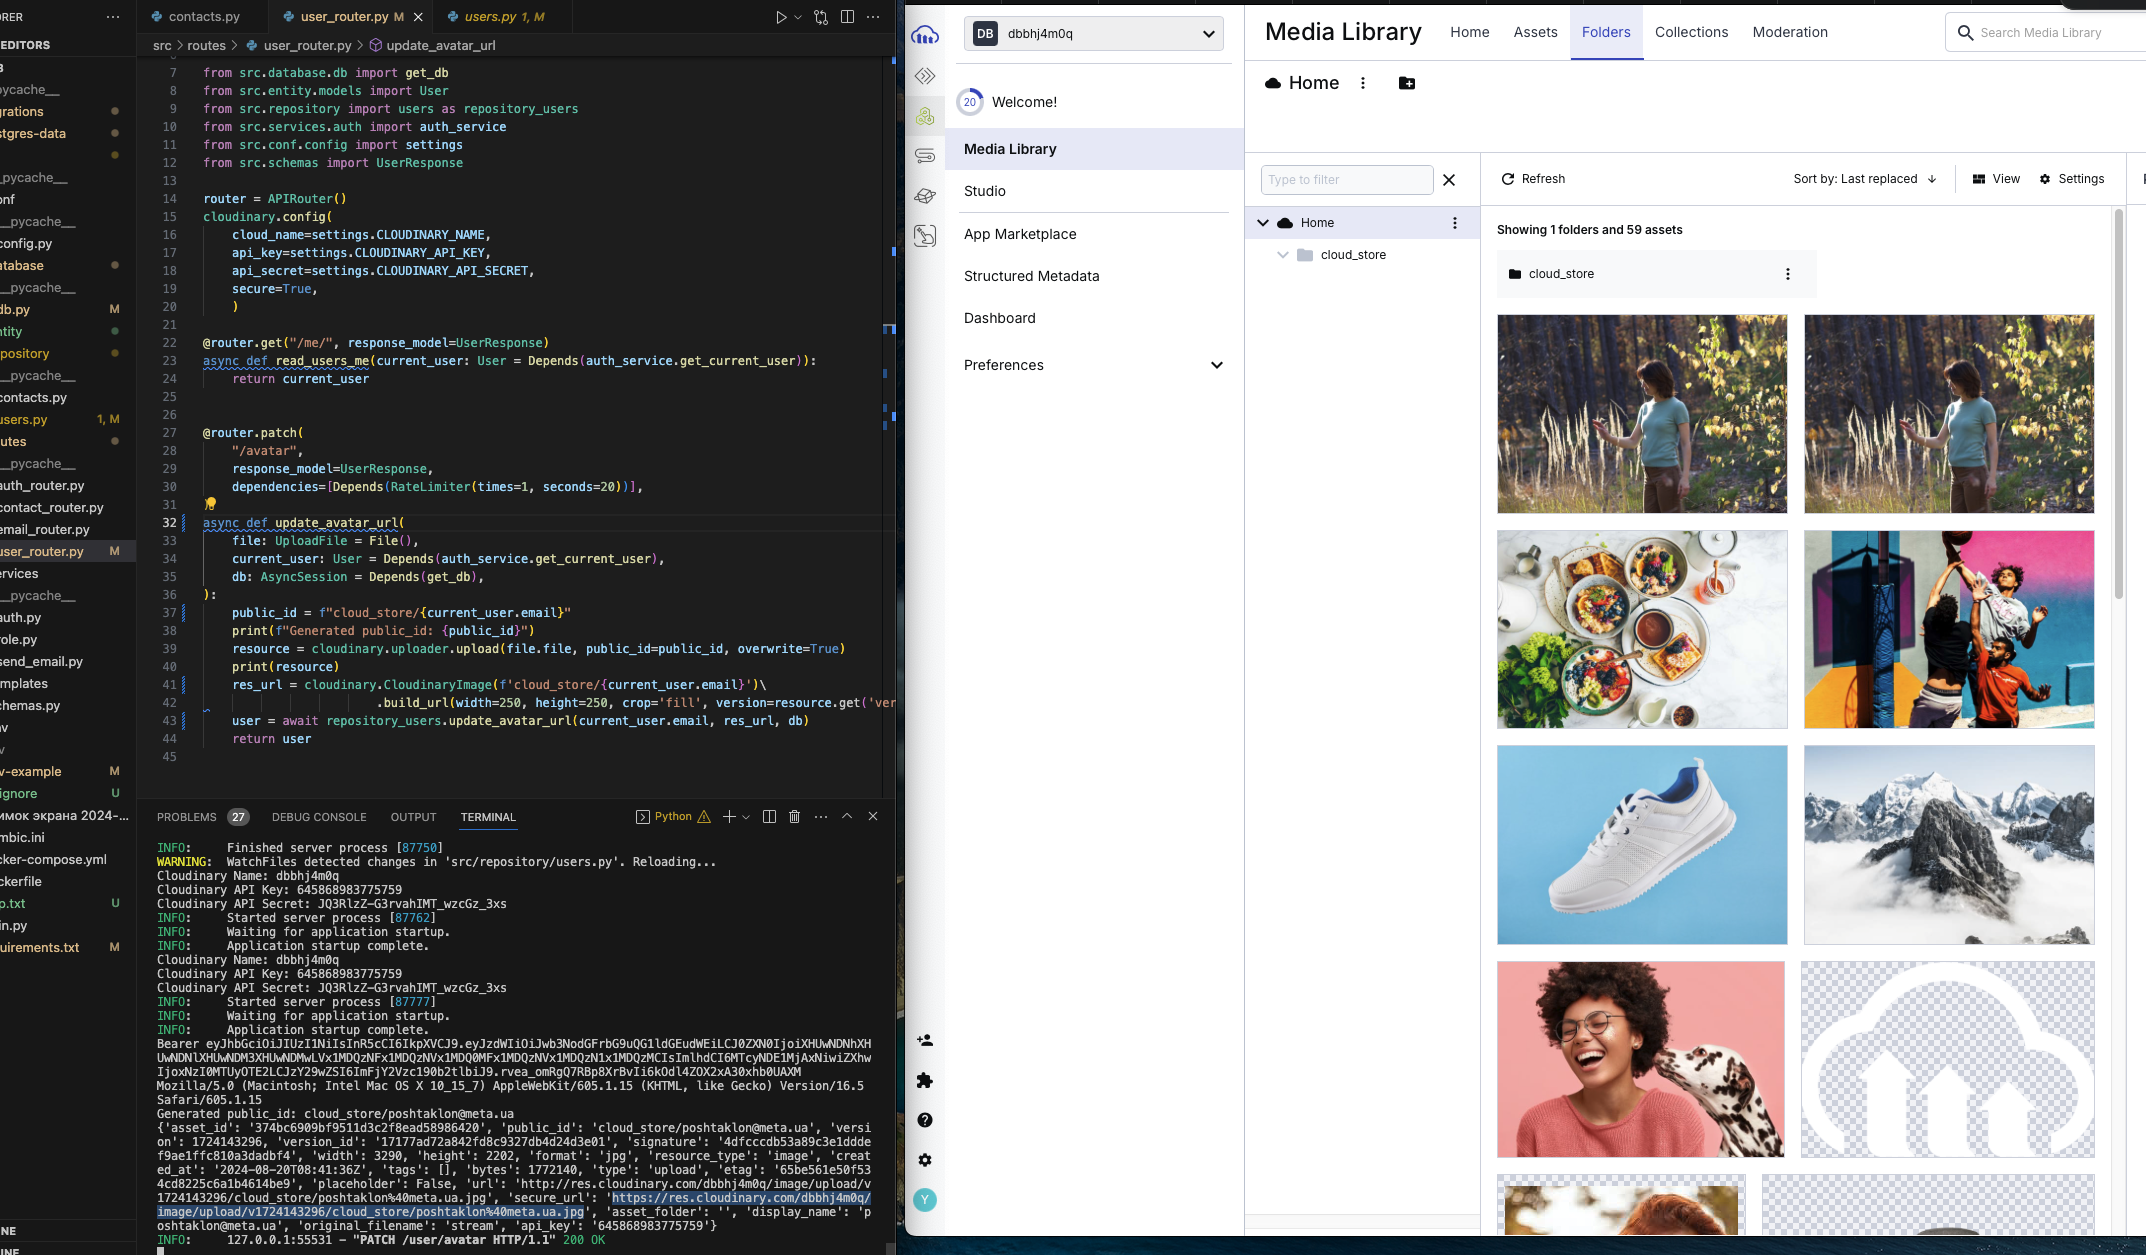 ORER ···
contacts.py
user_router.py M
users.py 1, M
src > routes > user_router.py > update_avatar_url
EDITORS
B
pycache__
grations
stgres-data
_pycache__
onf
__pycache__
config.py
atabase
__pycache__
db.py M
ntity
pository
__pycache__
contacts.py
users.py 1, M
utes
__pycache__
auth_router.py
contact_router.py
email_router.py
user_router.py M
ervices
__pycache__
auth.py
role.py
send_email.py
mplates
chemas.py
nv
v
v-example M
ignore U
имок экрана 2024-...
mbic.ini
cker-compose.yml
ckerfile
p.txt U
in.py
uirements.txt M
NE
INE
7 from src.database.db import get_db
8 from src.entity.models import User
9 from src.repository import users as repository_users
10 from src.services.auth import auth_service
11 from src.conf.config import settings
12 from src.schemas import UserResponse
13
14 router = APIRouter()
15 cloudinary.config(
16 cloud_name=settings.CLOUDINARY_NAME,
17 api_key=settings.CLOUDINARY_API_KEY,
18 api_secret=settings.CLOUDINARY_API_SECRET,
19 secure=True,
20 )
21
22 @router.get("/me/", response_model=UserResponse)
23 async def read_users_me(current_user: User = Depends(auth_service.get_current_user)):
24 return current_user
25
26
27 @router.patch(
28 "/avatar",
29 response_model=UserResponse,
30 dependencies=[Depends(RateLimiter(times=1, seconds=20))],
31 )
32 async def update_avatar_url(
33 file: UploadFile = File(),
34 current_user: User = Depends(auth_service.get_current_user),
35 db: AsyncSession = Depends(get_db),
36 ):
37 public_id = f"cloud_store/{current_user.email}"
38 print(f"Generated public_id: {public_id}")
39 resource = cloudinary.uploader.upload(file.file, public_id=public_id, overwrite=True)
40 print(resource)
41 res_url = cloudinary.CloudinaryImage(f'cloud_store/{current_user.email}')\
42 .build_url(width=250, height=250, crop='fill', version=resource.get('ver
43 user = await repository_users.update_avatar_url(current_user.email, res_url, db)
44 return user
45
PROBLEMS 27 DEBUG CONSOLE OUTPUT TERMINAL Python
INFO: Finished server process [87750]
WARNING: WatchFiles detected changes in 'src/repository/users.py'. Reloading...
Cloudinary Name: dbbhj4m0q
Cloudinary API Key: 645868983775759
Cloudinary API Secret: JQ3RlzZ-G3rvahIMT_wzcGz_3xs
INFO: Started server process [87762]
INFO: Waiting for application startup.
INFO: Application startup complete.
Cloudinary Name: dbbhj4m0q
Cloudinary API Key: 645868983775759
Cloudinary API Secret: JQ3RlzZ-G3rvahIMT_wzcGz_3xs
INFO: Started server process [87777]
INFO: Waiting for application startup.
INFO: Application startup complete.
Bearer
Mozilla/5.0 (Macintosh; Intel Mac OS X 10_15_7) AppleWebKit/605.1.15 (KHTML, like Gecko) Version/16.5
Safari/605.1.15
Generated public_id: cloud_store/poshtaklon@meta.ua
{'asset_id': '374bc6909bf9511d3c2f8ead58986420', 'public_id': 'cloud_store/poshtaklon@meta.ua', 'versi
on': 1724143296, 'version_id': '17177ad72a842fd8c9327db4d24d3e01', 'signature': '4dfcccdb53a89c3e1ddde
f9ae1ffc810a3dadbf4', 'width': 3290, 'height': 2202, 'format': 'jpg', 'resource_type': 'image', 'creat
ed_at': '2024-08-20T08:41:36Z', 'tags': [], 'bytes': 1772140, 'type': 'upload', 'etag': '65be561e50f53
4cd8225c6a1b4614be9', 'placeholder': False, 'url': 'http://res.cloudinary.com/dbbhj4m0q/image/upload/v
1724143296/cloud_store/poshtaklon%40meta.ua.jpg', 'secure_url': 'https://res.cloudinary.com/dbbhj4m0q/
image/upload/v1724143296/cloud_store/poshtaklon%40meta.ua.jpg', 'asset_folder': '', 'display_name': 'p
oshtaklon@meta.ua', 'original_filename': 'stream', 'api_key': '645868983775759'}
INFO: 127.0.0.1:55531 - "PATCH /user/avatar HTTP/1.1" 200 OK
DB dbbhj4m0q
20 Welcome!
Media Library
Studio
App Marketplace
Structured Metadata
Dashboard
Preferences
Y
Media Library Home Assets Folders Collections Moderation Search Media Library
Home
Type to filter
Home
cloud_store
Refresh Sort by: Last replaced View Settings
Showing 1 folders and 59 assets
cloud_store